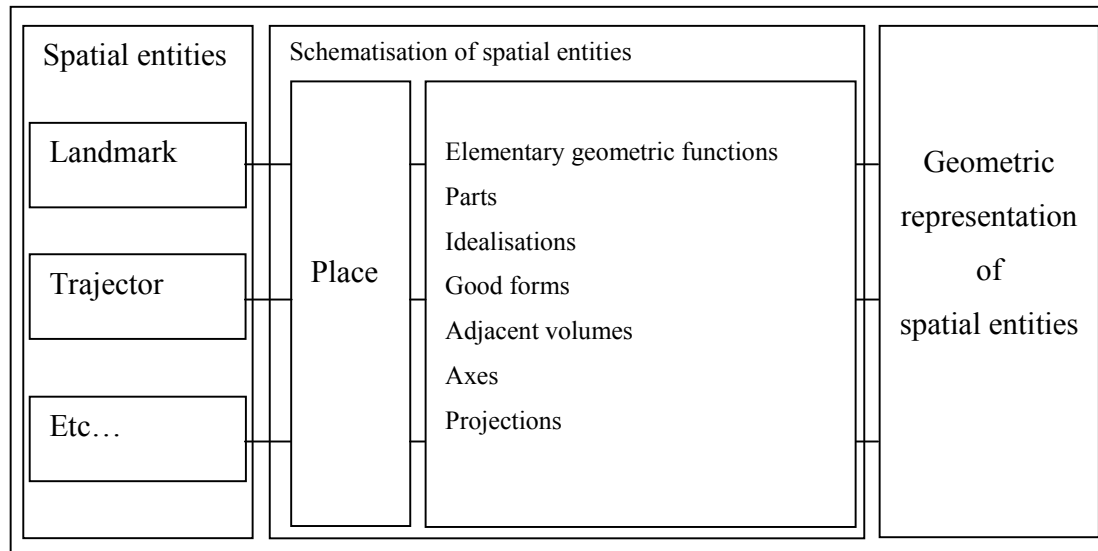 Spatial entities
Landmark
Trajector
Etc…
Schematisation of spatial entities
Place
Elementary geometric functions
Parts
Idealisations
Good forms
Adjacent volumes
Axes
Projections
Geometric
representation
of
spatial entities